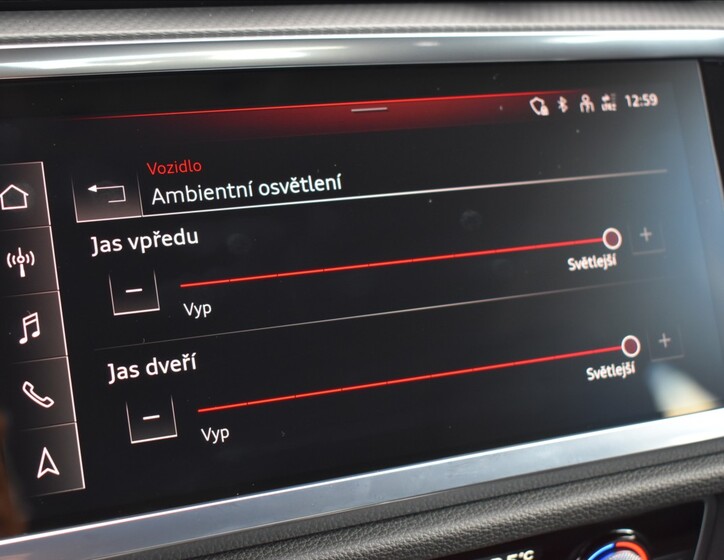 12:59
Vozidlo
Ambientní osvětlení
Jas vpředu
Světlejší
Vyp
Jas dveří
Světlejší
Vyp